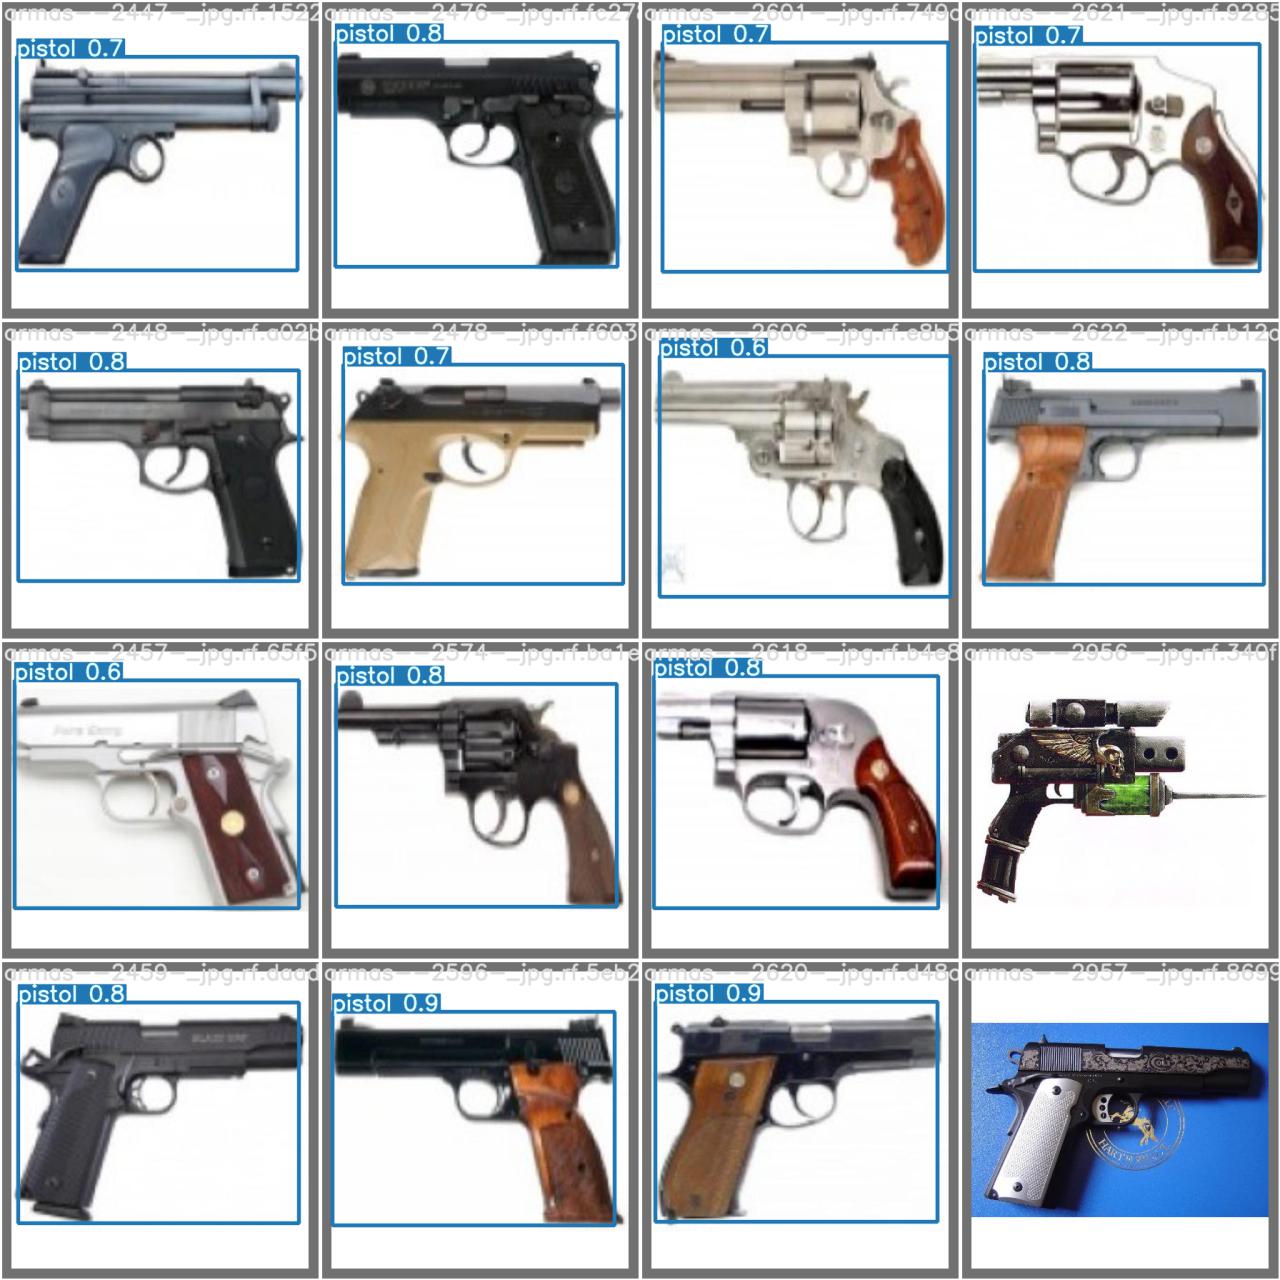 armas---2447-_jpg.rf.1522
armas---2476-_jpg.rf.fc27
armas---2601-_jpg.rf.749
armas---2621-_jpg.rf.9285
pistol 0.7
pistol 0.8
pistol 0.7
pistol 0.7
armas---2448-_jpg.rf.a02b
armas---2478-_jpg.rf.f603
armas---2606-_jpg.rf.e8b5
armas---2622-_jpg.rf.b12
pistol 0.8
pistol 0.7
pistol 0.6
pistol 0.8
armas---2457-_jpg.rf.65f5
armas---2574-_jpg.rf.ba1e
armas---2618-_jpg.rf.b4e8
armas---2956-_jpg.rf.340f
pistol 0.6
pistol 0.8
pistol 0.8
armas---2459-_jpg.rf.daad
armas---2596-_jpg.rf.5eb2
armas---2620-_jpg.rf.d48
armas---2957-_jpg.rf.8699
pistol 0.8
pistol 0.9
pistol 0.9